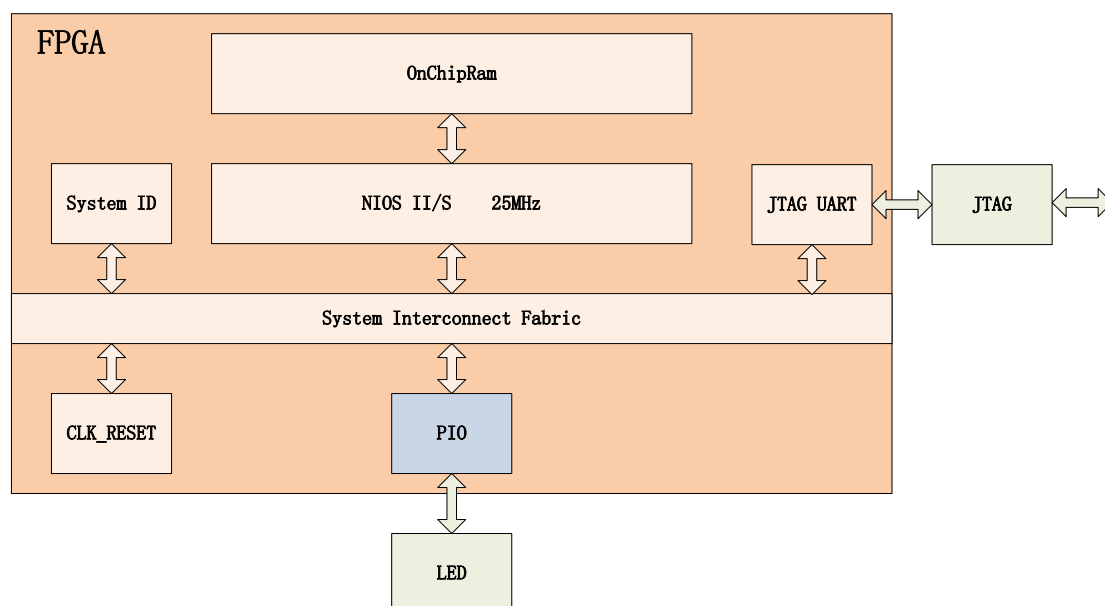 FPGA
OnChipRam
System ID
NIOS II/S 25MHz
JTAG UART
JTAG
System Interconnect Fabric
CLK_RESET
PIO
LED